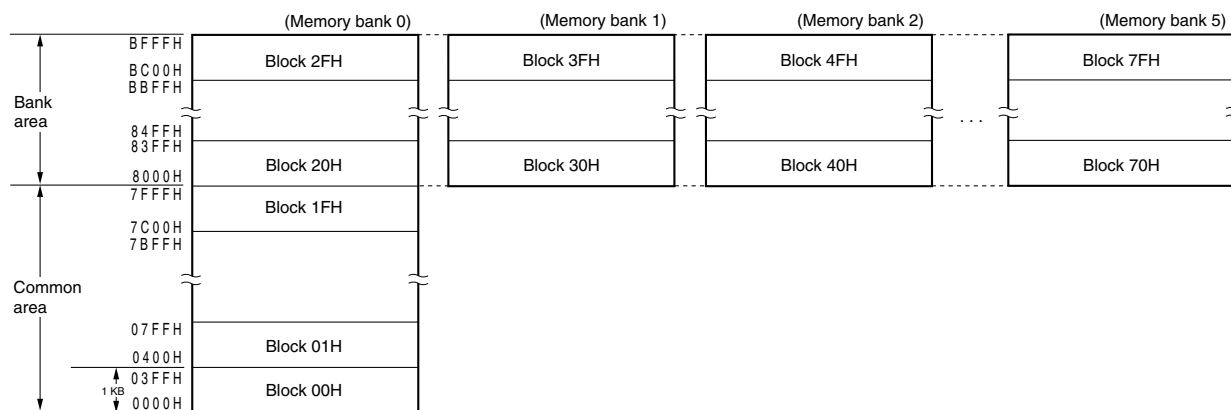 (Memory bank 0) (Memory bank 1) (Memory bank 2) (Memory bank 5)
BFFFH
Block 2FH Block 3FH Block 4FH Block 7FH
BC00H
BBFFH
Bank
area
. . .
84FFH
83FFH
Block 20H Block 30H Block 40H Block 70H
8000H
7FFFH
Block 1FH
7C00H
7BFFH
Common
area
07FFH
Block 01H
0400H
03FFH
1 KB
Block 00H
0000H